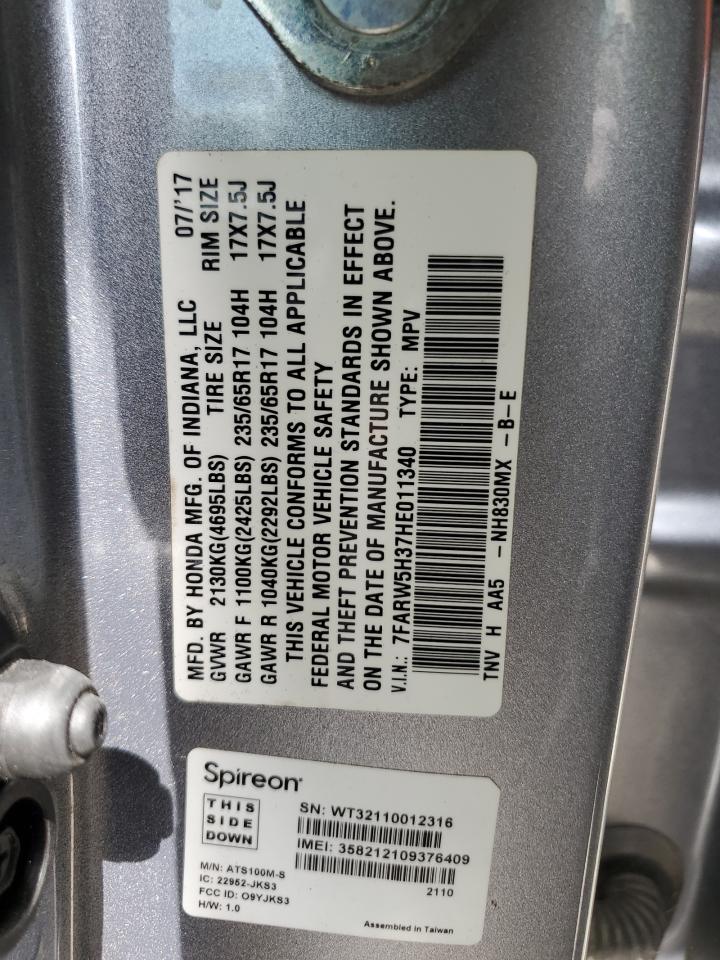 MFD. BY HONDA MFG. OF INDIANA, LLC 07/'17
GVWR 2130KG(4695LBS) TIRE SIZE RIM SIZE
GAWR F 1100KG(2425LBS) 235/65R17 104H 17X7.5J
GAWR R 1040KG(2292LBS) 235/65R17 104H 17X7.5J
THIS VEHICLE CONFORMS TO ALL APPLICABLE
FEDERAL MOTOR VEHICLE SAFETY
AND THEFT PREVENTION STANDARDS IN EFFECT
ON THE DATE OF MANUFACTURE SHOWN ABOVE.
V.I.N.: 7FARW5H37HE011340 TYPE: MPV
TNV H AA5 -NH830MX -B-E
Spireon
THIS
SIDE
DOWN
SN: WT32110012316
IMEI: 358212109376409
2110
M/N: ATS100M-S
IC: 22952-JKS3
FCC ID: O9YJKS3
H/W: 1.0
Assembled in Taiwan